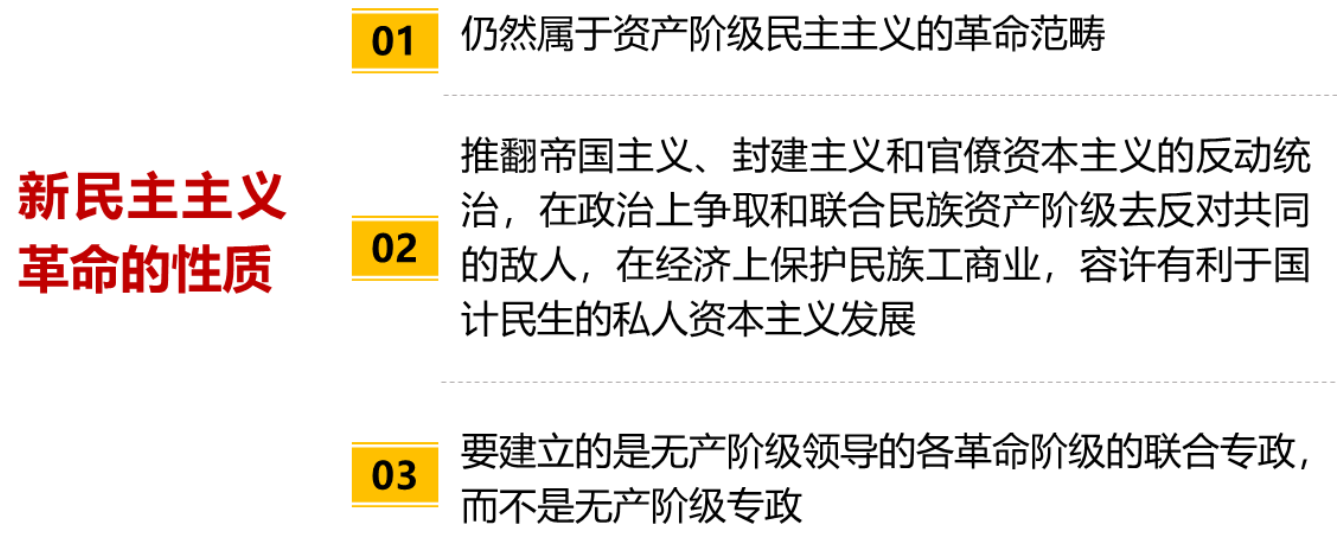 新民主主义
革命的性质
01
仍然属于资产阶级民主主义的革命范畴
02
推翻帝国主义、封建主义和官僚资本主义的反动统
治，在政治上争取和联合民族资产阶级去反对共同
的敌人，在经济上保护民族工商业，容许有利于国
计民生的私人资本主义发展
03
要建立的是无产阶级领导的各革命阶级的联合专政，
而不是无产阶级专政